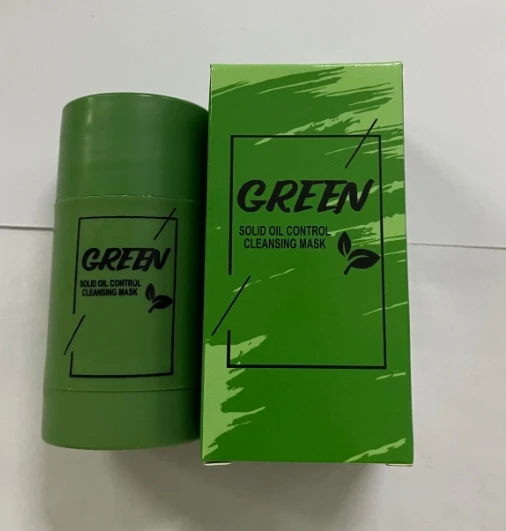 GREEN
SOLID OIL CONTROL
CLEANSING MASK
GREEN
SOLID OIL CONTROL
CLEANSING MASK